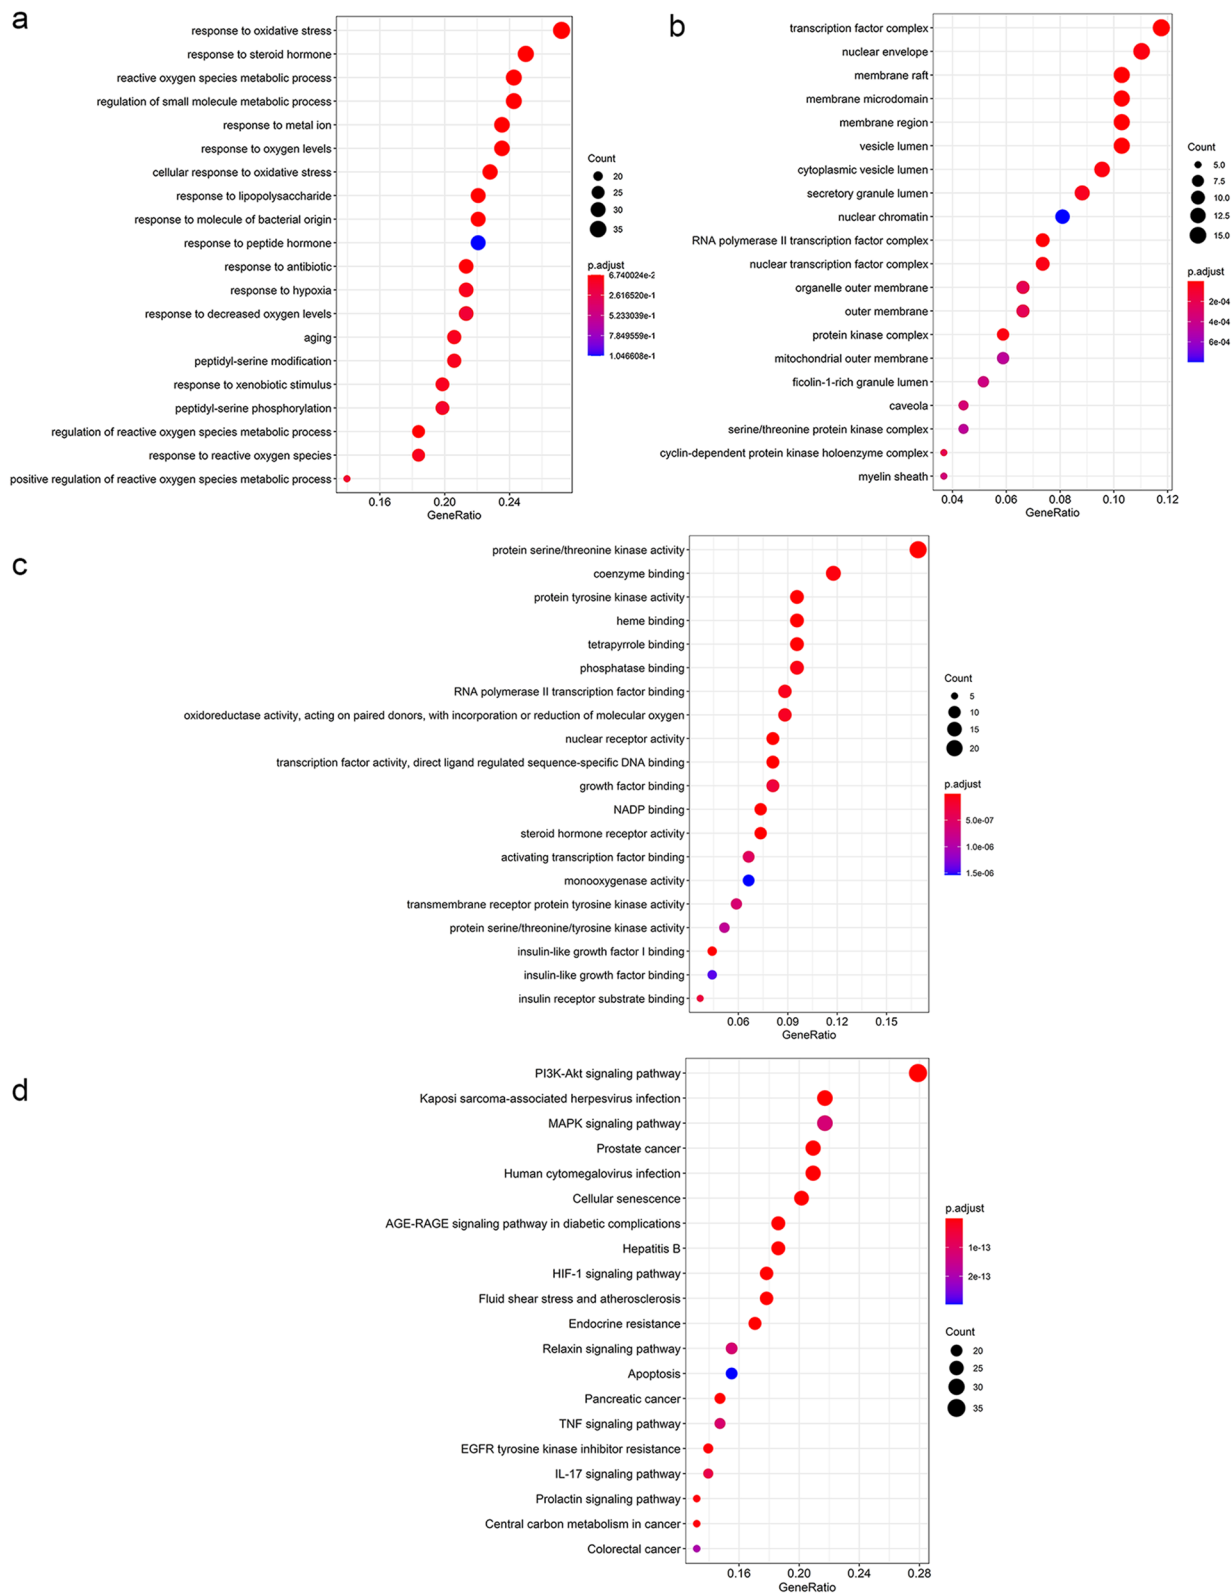 a
response to oxidative stress
response to steroid hormone
reactive oxygen species metabolic process
regulation of small molecule metabolic process
response to metal ion
response to oxygen levels
cellular response to oxidative stress
response to lipopolysaccharide
response to molecule of bacterial origin
response to peptide hormone
response to antibiotic
response to hypoxia
response to decreased oxygen levels
aging
peptidyl-serine modification
response to xenobiotic stimulus
peptidyl-serine phosphorylation
regulation of reactive oxygen species metabolic process
response to reactive oxygen species
positive regulation of reactive oxygen species metabolic process
0.16 0.20 0.24
GeneRatio
Count
20
25
30
35
p.adjust
6.740024e-2
2.616520e-1
5.233039e-1
7.849559e-1
1.046608e-1
b
transcription factor complex
nuclear envelope
membrane raft
membrane microdomain
membrane region
vesicle lumen
cytoplasmic vesicle lumen
secretory granule lumen
nuclear chromatin
RNA polymerase II transcription factor complex
nuclear transcription factor complex
organelle outer membrane
outer membrane
protein kinase complex
mitochondrial outer membrane
ficolin-1-rich granule lumen
caveola
serine/threonine protein kinase complex
cyclin-dependent protein kinase holoenzyme complex
myelin sheath
0.04 0.06 0.08 0.10 0.12
GeneRatio
Count
5.0
7.5
10.0
12.5
15.0
p.adjust
2e-04
4e-04
6e-04
c
protein serine/threonine kinase activity
coenzyme binding
protein tyrosine kinase activity
heme binding
tetrapyrrole binding
phosphatase binding
RNA polymerase II transcription factor binding
oxidoreductase activity, acting on paired donors, with incorporation or reduction of molecular oxygen
nuclear receptor activity
transcription factor activity, direct ligand regulated sequence-specific DNA binding
growth factor binding
NADP binding
steroid hormone receptor activity
activating transcription factor binding
monooxygenase activity
transmembrane receptor protein tyrosine kinase activity
protein serine/threonine/tyrosine kinase activity
insulin-like growth factor I binding
insulin-like growth factor binding
insulin receptor substrate binding
0.06 0.09 0.12 0.15
GeneRatio
Count
5
10
15
20
p.adjust
5.0e-07
1.0e-06
1.5e-06
d
PI3K-Akt signaling pathway
Kaposi sarcoma-associated herpesvirus infection
MAPK signaling pathway
Prostate cancer
Human cytomegalovirus infection
Cellular senescence
AGE-RAGE signaling pathway in diabetic complications
Hepatitis B
HIF-1 signaling pathway
Fluid shear stress and atherosclerosis
Endocrine resistance
Relaxin signaling pathway
Apoptosis
Pancreatic cancer
TNF signaling pathway
EGFR tyrosine kinase inhibitor resistance
IL-17 signaling pathway
Prolactin signaling pathway
Central carbon metabolism in cancer
Colorectal cancer
0.16 0.20 0.24 0.28
GeneRatio
p.adjust
1e-13
2e-13
Count
20
25
30
35